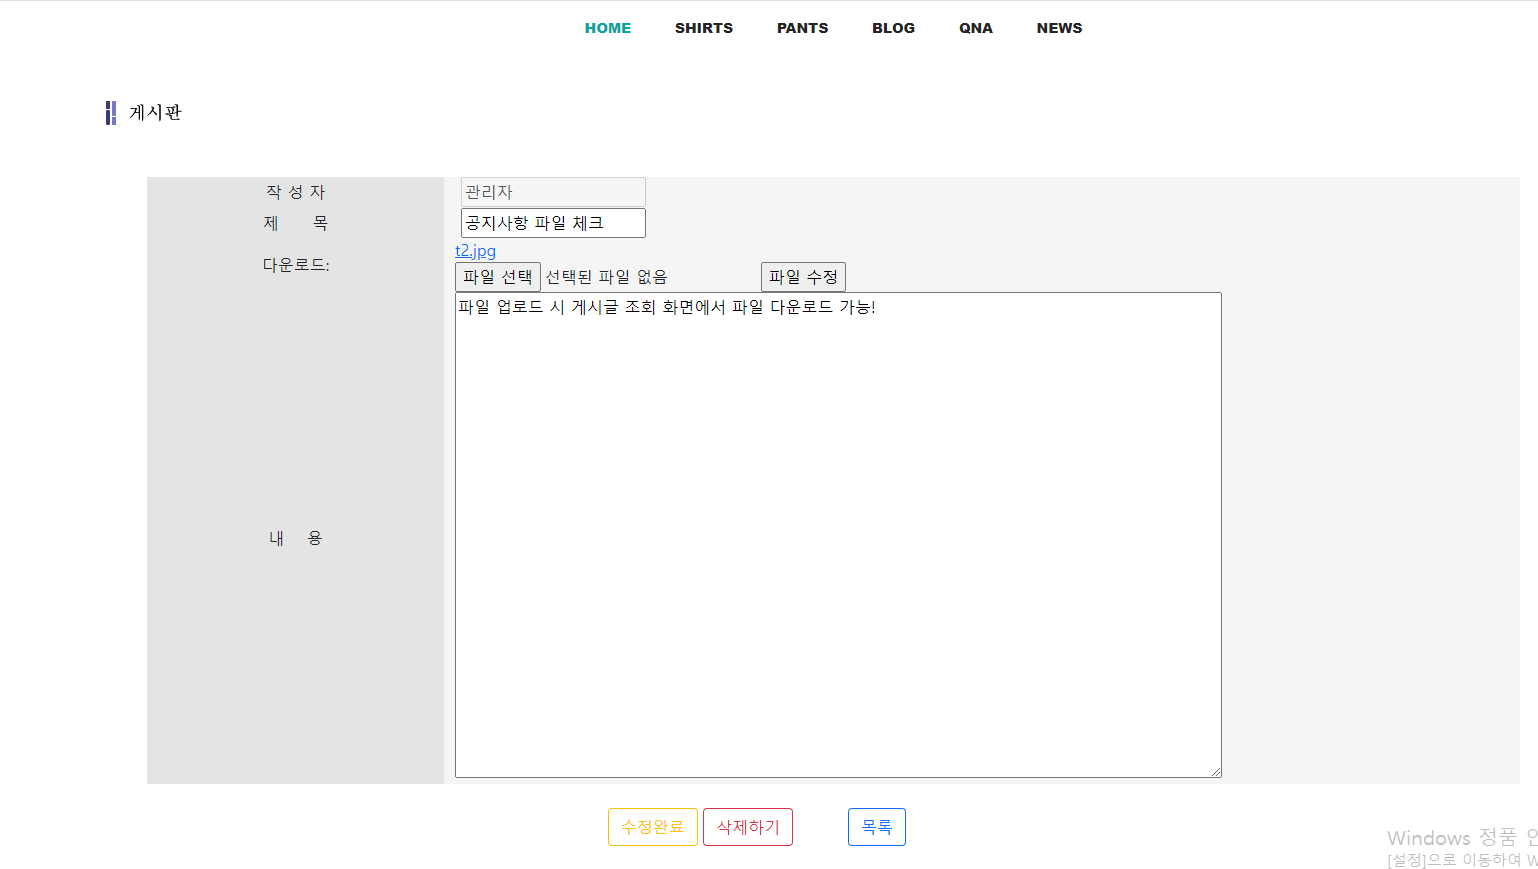 HOME SHIRTS PANTS BLOG QNA NEWS
게시판
작 성 자 관리자
제 목 공지사항 파일 체크
t2.jpg
다운로드:
파일 선택 선택된 파일 없음 파일 수정
파일 업로드 시 게시글 조회 화면에서 파일 다운로드 가능!
내 용
수정완료 삭제하기 목록
Windows 정품
[설정]으로 이동하여 W